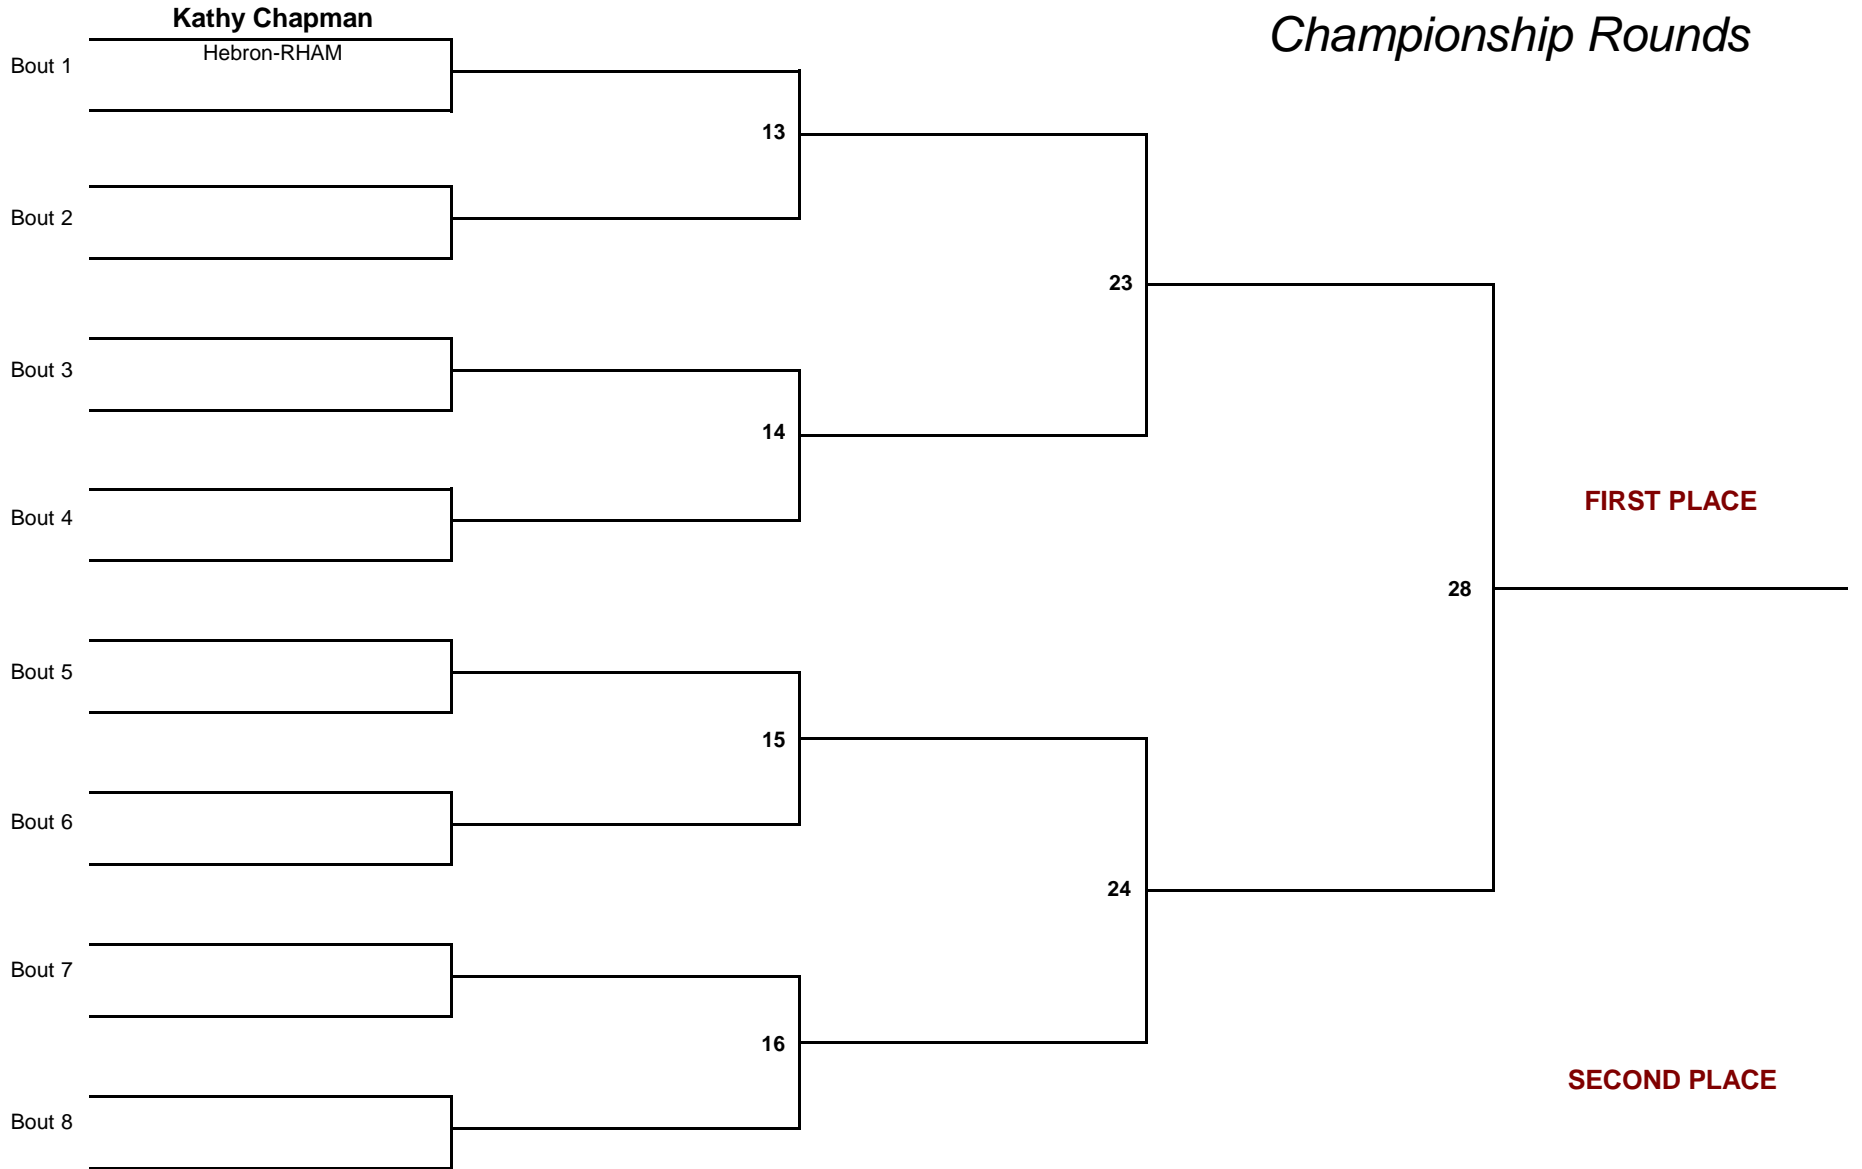 Kathy Chapman
Championship Rounds
Hebron-RHAM
Bout 1
13
Bout 2
23
Bout 3
14
FIRST PLACE
Bout 4
28
Bout 5
15
Bout 6
24
Bout 7
16
SECOND PLACE
Bout 8